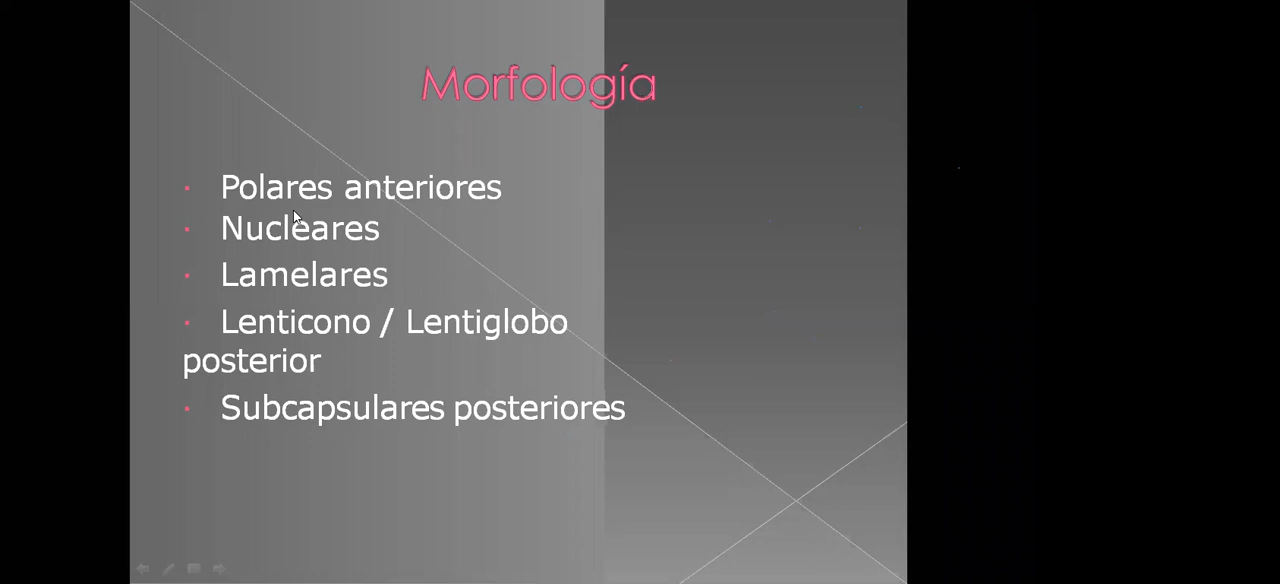 Morfología
· Polares anteriores
· Nucleares
· Lamelares
· Lenticono / Lentiglobo
posterior
· Subcapsulares posteriores